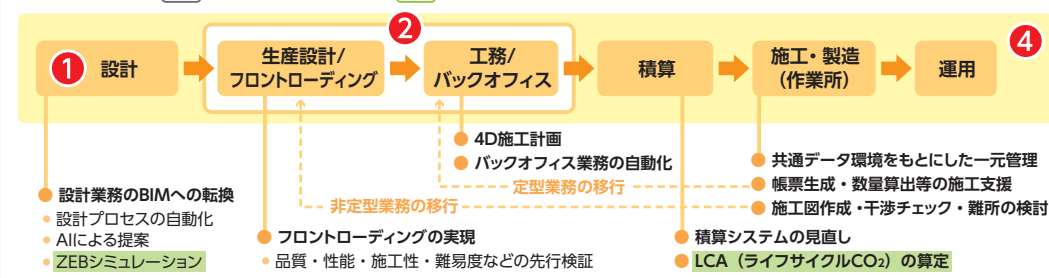 1
設計
生産設計/
フロントローディング
2
工務/
バックオフィス
積算
施工・製造
(作業所)
運用
4
● 4D施工計画
● バックオフィス業務の自動化
定型業務の移行
非定型業務の移行
● 共通データ環境をもとにした一元管理
● 帳票生成・数量算出等の施工支援
● 施工図作成・干渉チェック・難所の検討
● 設計業務のBIMへの転換
• 設計プロセスの自動化
• AIによる提案
• ZEBシミュレーション
● フロントローディングの実現
• 品質・性能・施工性・難易度などの先行検証
● 積算システムの見直し
● LCA(ライフサイクルCO₂)の算定